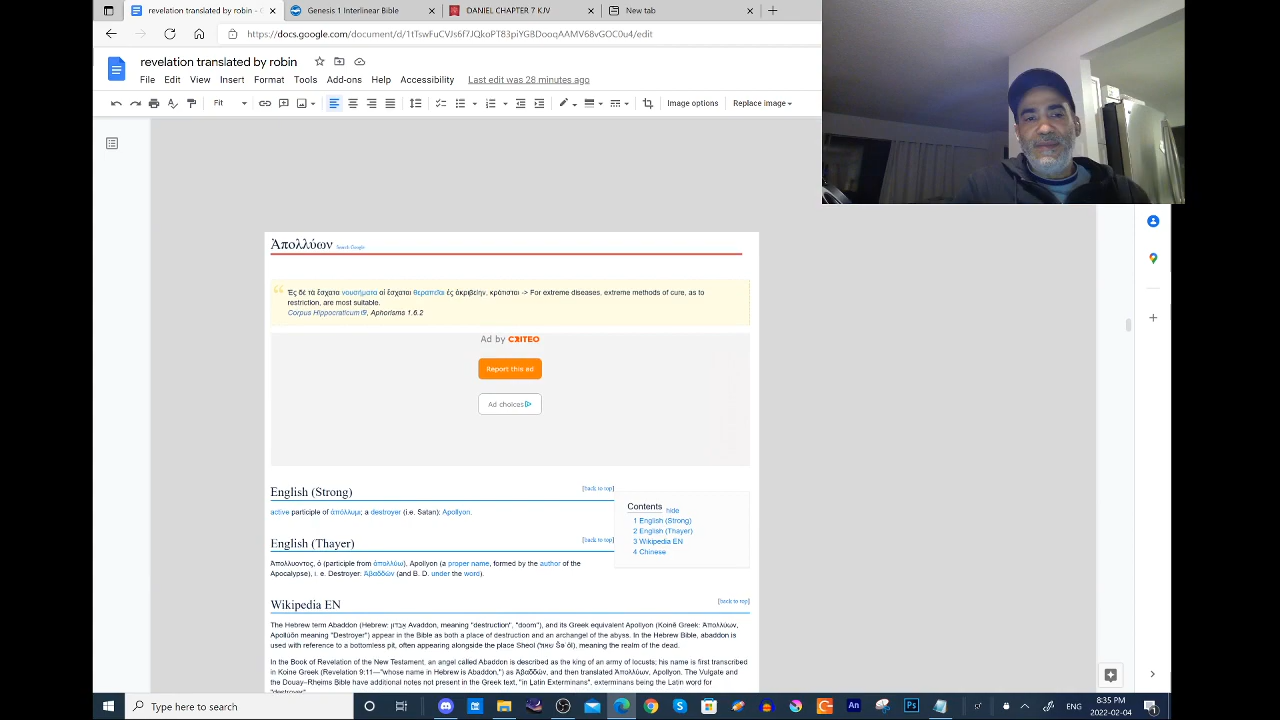 revelation translated by robin -
Genesis 1 Interlinear Bible
DANIEL CHAPTER 7 KJV
New tab
https://docs.google.com/document/d/1tTswFuCVJs6f7JQkoPT83piYGBDooqAAMV68vGOC0u4/edit
revelation translated by robin
File Edit View Insert Format Tools Add-ons Help Accessibility Last edit was 28 minutes ago
Fit
Image options
Replace image
Ἀπολλύων Search Google
Ἐς δὲ τὰ ἔσχατα νουσήματα αἱ ἔσχαται θεραπεῖαι ἐς ἀκριβείην, κράτισται -> For extreme diseases, extreme methods of cure, as to
restriction, are most suitable.
Corpus Hippocraticum, Aphorisms 1.6.2
Ad by CRITEO
Report this ad
Ad choices
English (Strong) [back to top]
active participle of ἀπόλλυμι; a destroyer (i.e. Satan); Apollyon.
English (Thayer) [back to top]
Ἀπολλυοντος, ὁ (participle from ἀπολλύω), Apollyon (a proper name, formed by the author of the
Apocalypse), i. e. Destroyer: Ἀβαδδών (and B. D. under the word).
Contents hide
1 English (Strong)
2 English (Thayer)
3 Wikipedia EN
4 Chinese
Wikipedia EN [back to top]
The Hebrew term Abaddon (Hebrew: אֲבַדּוֹן Avaddon, meaning "destruction", "doom"), and its Greek equivalent Apollyon (Koinē Greek: Ἀπολλύων,
Apollúōn meaning "Destroyer") appear in the Bible as both a place of destruction and an archangel of the abyss. In the Hebrew Bible, abaddon is
used with reference to a bottomless pit, often appearing alongside the place Sheol (שְׁאוֹל Šəʾōl), meaning the realm of the dead.
In the Book of Revelation of the New Testament, an angel called Abaddon is described as the king of an army of locusts; his name is first transcribed
in Koine Greek (Revelation 9:11—"whose name in Hebrew is Abaddon,") as Ἀβαδδὼν, and then translated Ἀπολλύων, Apollyon. The Vulgate and
the Douay–Rheims Bible have additional notes not present in the Greek text, "in Latin Exterminans", exterminans being the Latin word for
"destroyer".
Type here to search
ENG
8:35 PM
2022-02-04